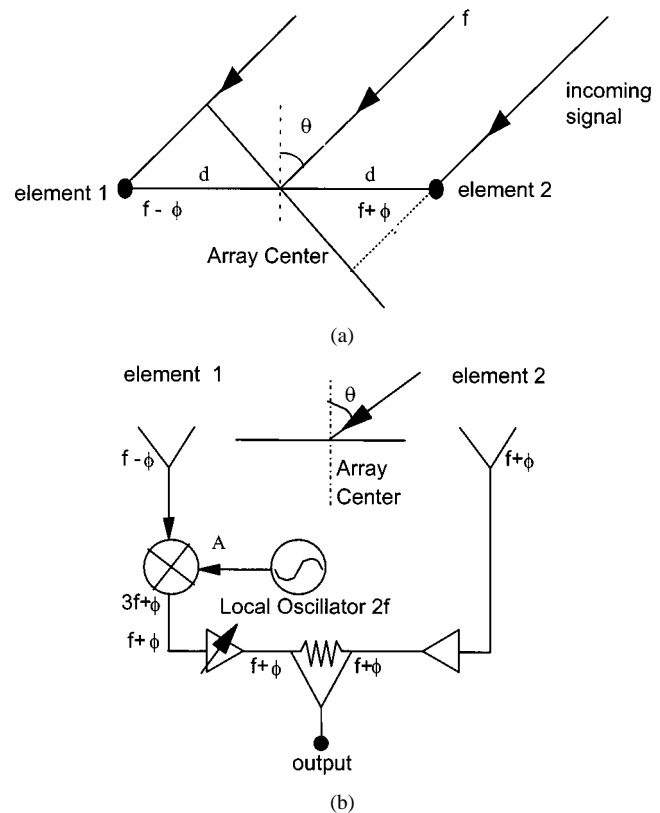 f
incoming
signal
θ
d
d
element 1
element 2
f - ϕ
f+ ϕ
Array Center
(a)
element 1
element 2
θ
f - ϕ
f+ϕ
Array
Center
A
3f+ϕ
Local Oscillator 2f
f+ϕ
f+ϕ
f+ϕ
output
(b)